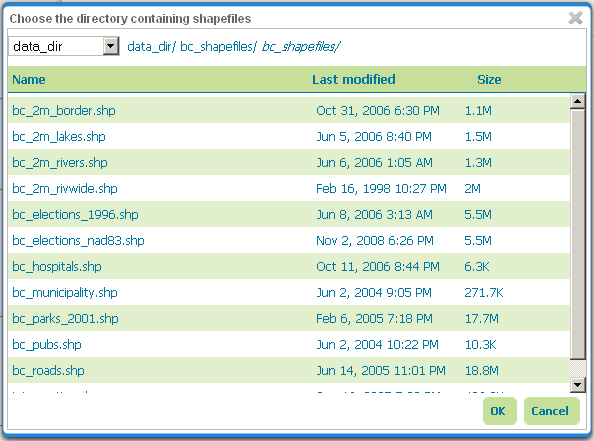 Choose the directory containing shapefiles
data_dir data_dir/ bc_shapefiles/ bc_shapefiles/
Name Last modified Size
bc_2m_border.shp Oct 31, 2006 6:30 PM 1.1M
bc_2m_lakes.shp Jun 5, 2006 8:40 PM 1.5M
bc_2m_rivers.shp Jun 6, 2006 1:05 AM 1.3M
bc_2m_rivwide.shp Feb 16, 1998 10:27 PM 2M
bc_elections_1996.shp Jun 8, 2006 3:13 AM 5.5M
bc_elections_nad83.shp Nov 2, 2008 6:26 PM 5.5M
bc_hospitals.shp Oct 11, 2006 8:44 PM 6.3K
bc_municipality.shp Jun 2, 2004 9:05 PM 271.7K
bc_parks_2001.shp Feb 6, 2005 7:18 PM 17.7M
bc_pubs.shp Jun 2, 2004 10:22 PM 10.3K
bc_roads.shp Jun 14, 2005 11:01 PM 18.8M
OK Cancel